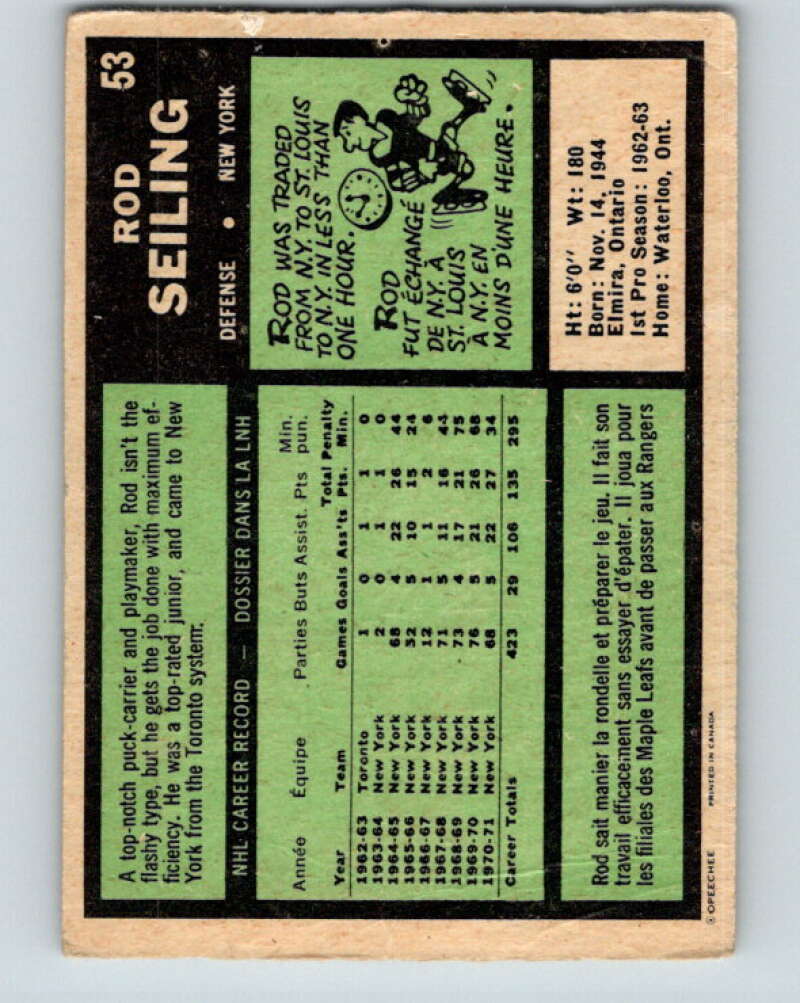 53
ROD
SEILING
DEFENSE • NEW YORK
A top-notch puck-carrier and playmaker, Rod isn't the
flashy type, but he gets the job done with maximum ef-
ficiency. He was a top-rated junior, and came to New
York from the Toronto system.
ROD WAS TRADED
FROM N.Y. TO ST. LOUIS
TO N.Y. IN LESS THAN
ONE HOUR.
ROD
FUT ÉCHANGÉ
DE N.Y. À
ST. LOUIS
À N.Y. EN
MOINS D'UNE HEURE.
NHL CAREER RECORD — DOSSIER DANS LA LNH
Année Équipe Parties Buts Assist. Pts Min. pun.
Year Team Games Goals Ass'ts Total Pts. Penalty Min.
1962-63 Toronto 1 0 1 1 0
1963-64 New York 2 0 1 1 0
1964-65 New York 68 4 22 26 44
1965-66 New York 52 5 10 15 24
1966-67 New York 12 1 1 2 6
1967-68 New York 71 5 11 16 44
1968-69 New York 73 4 17 21 75
1969-70 New York 76 5 21 26 68
1970-71 New York 68 5 22 27 34
Career Totals 423 29 106 135 295
Ht: 6'0" Wt: 180
Born: Nov. 14, 1944
Elmira, Ontario
1st Pro Season: 1962-63
Home: Waterloo, Ont.
Rod sait manier la rondelle et préparer le jeu. Il fait son
travail efficacement sans essayer d'épater. Il joua pour
les filiales des Maple Leafs avant de passer aux Rangers
© OPEECHEE PRINTED IN CANADA